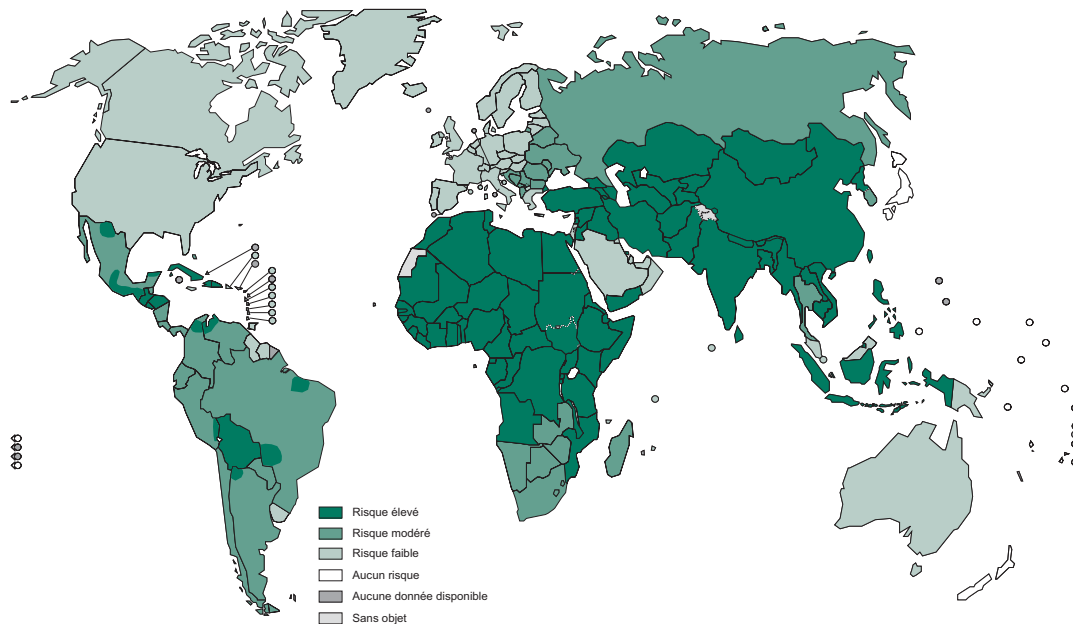 Risque élevé
Risque modéré
Risque faible
Aucun risque
Aucune donnée disponible
Sans objet